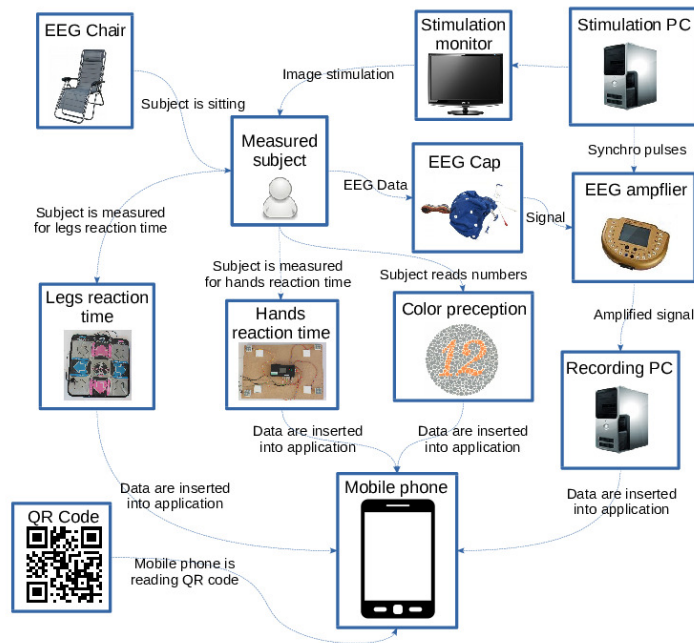 EEG Chair
Stimulation
monitor
Stimulation PC
Image stimulation
Subject is sitting
Measured
subject
EEG Cap
Synchro pulses
EEG Data
EEG ampflier
Signal
Subject is measured
for legs reaction time
Subject is measured
for hands reaction time
Subject reads numbers
Legs reaction
time
Hands
reaction time
Color preception
12
Amplified signal
Recording PC
Data are inserted
into application
Data are inserted
into application
Data are inserted
into application
Data are inserted
into application
Mobile phone
QR Code
Mobile phone is
reading QR code